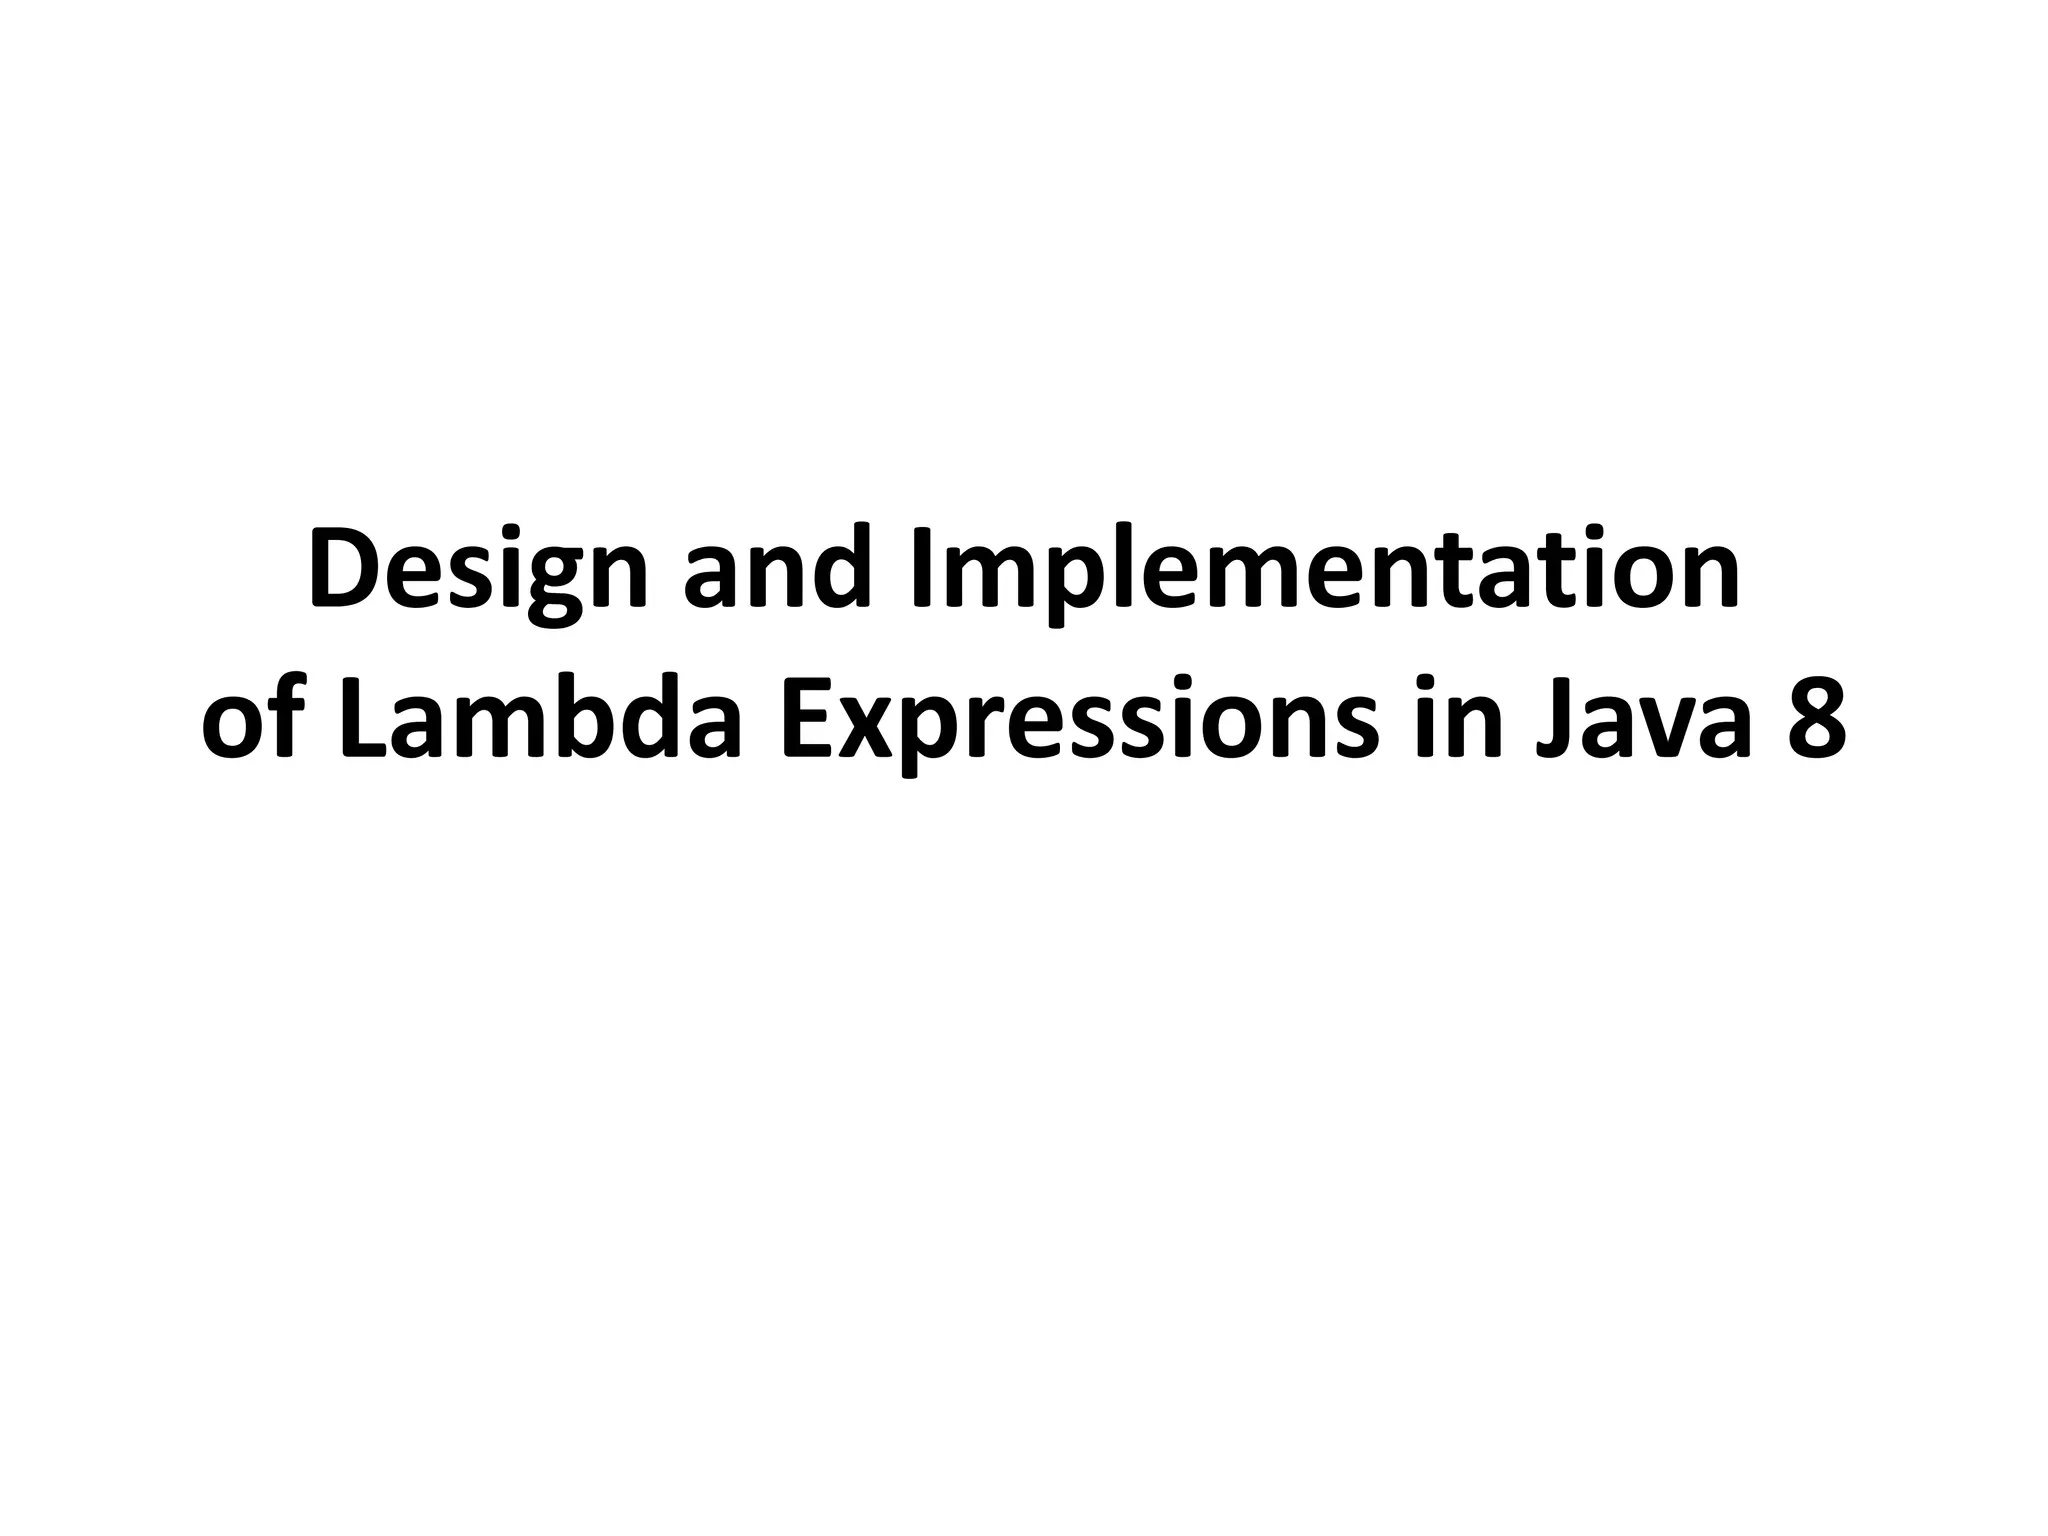 Design and Implementation
of Lambda Expressions in Java 8